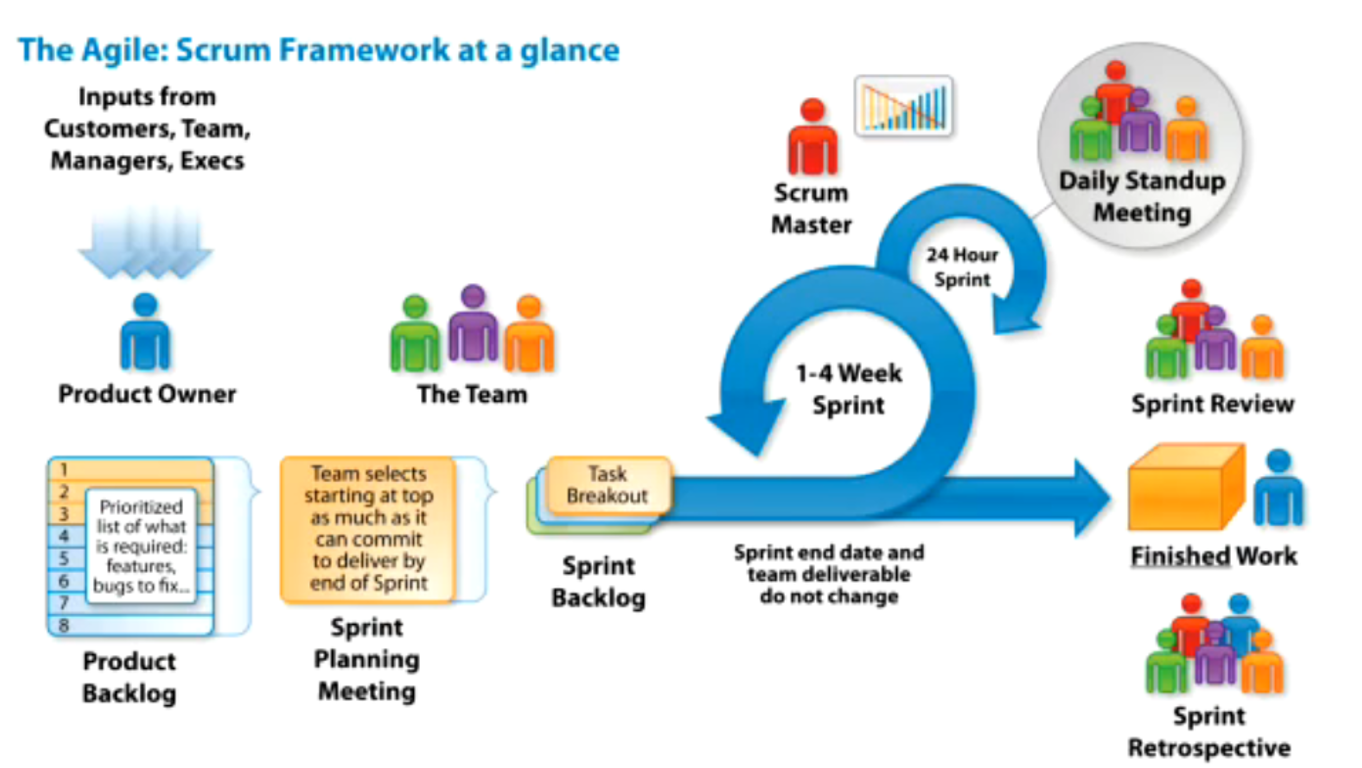 The Agile: Scrum Framework at a glance
Inputs from
Customers, Team,
Managers, Execs
Product Owner
The Team
Scrum
Master
Daily Standup
Meeting
24 Hour
Sprint
1-4 Week
Sprint
Sprint Review
1
2
3
4
5
6
7
8
Prioritized
list of what
is required:
features,
bugs to fix...
Product
Backlog
Team selects
starting at top
as much as it
can commit
to deliver by
end of Sprint
Sprint
Planning
Meeting
Task
Breakout
Sprint
Backlog
Sprint end date and
team deliverable
do not change
Finished Work
Sprint
Retrospective